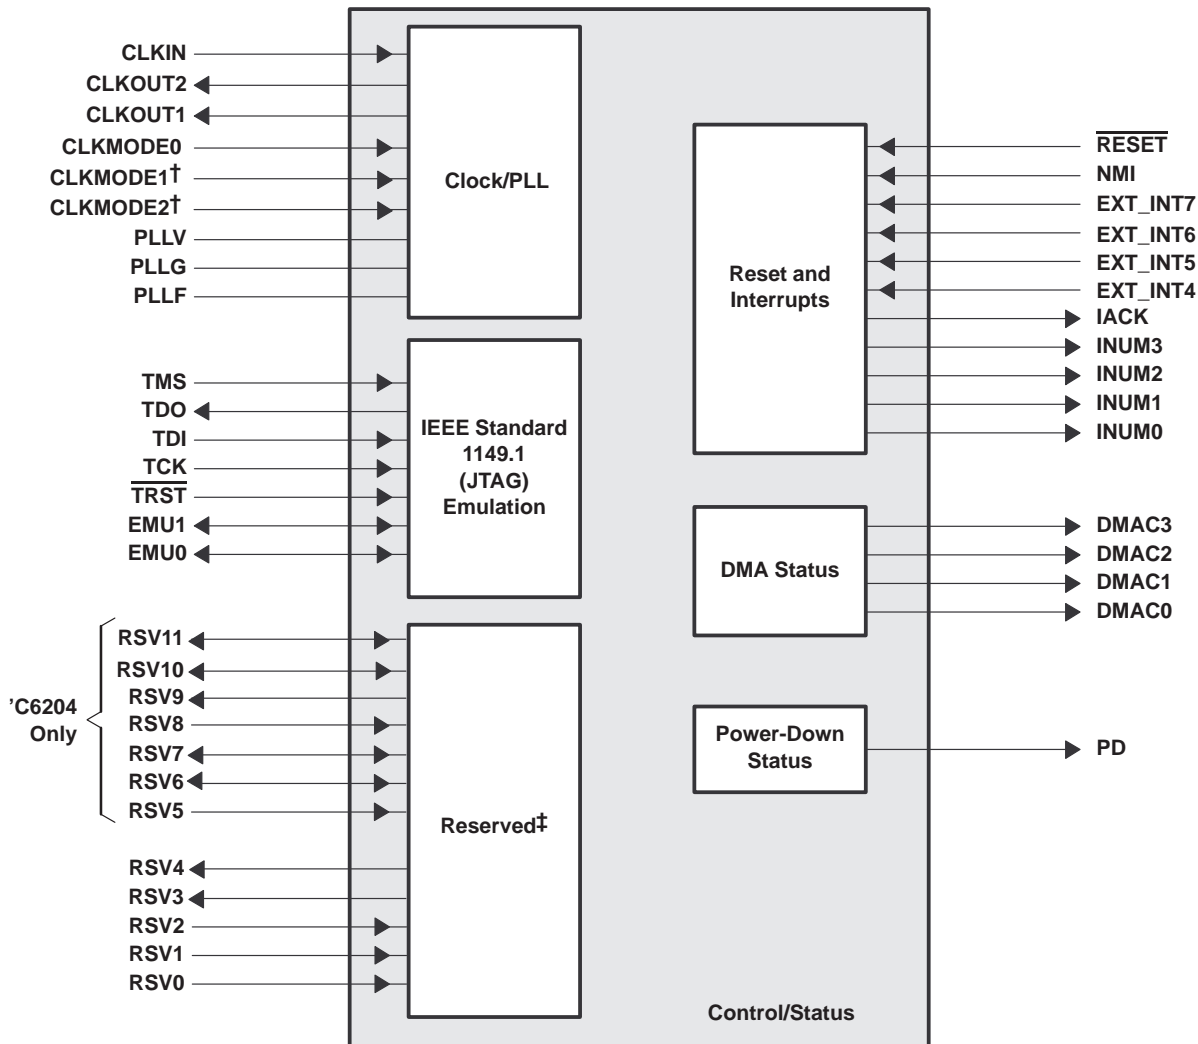 CLKIN
CLKOUT2
CLKOUT1
CLKMODE0
CLKMODE1†
CLKMODE2†
PLLV
PLLG
PLLF
Clock/PLL
TMS
TDO
TDI
TCK
TRST
EMU1
EMU0
IEEE Standard
1149.1
(JTAG)
Emulation
’C6204
Only
RSV11
RSV10
RSV9
RSV8
RSV7
RSV6
RSV5
RSV4
RSV3
RSV2
RSV1
RSV0
Reserved‡
Reset and
Interrupts
RESET
NMI
EXT_INT7
EXT_INT6
EXT_INT5
EXT_INT4
IACK
INUM3
INUM2
INUM1
INUM0
DMA Status
DMAC3
DMAC2
DMAC1
DMAC0
Power-Down
Status
PD
Control/Status